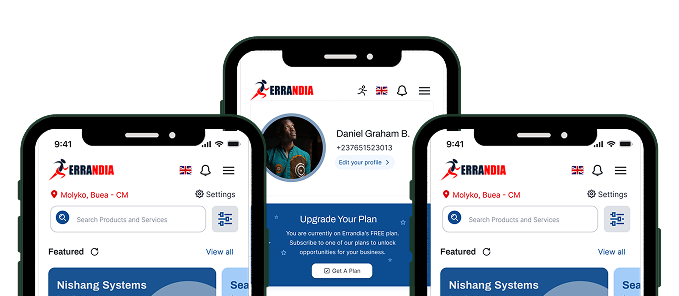 9:41
ERRANDIA
Molyko, Buea - CM
Settings
Search Products and Services
Featured
View all
Nishang Systems
Sea
ERRANDIA
Daniel Graham B.
+237651523013
Edit your profile
Upgrade Your Plan
You are currently on Errandia's FREE plan.
Subscribe to one of our plans to unlock
opportunities for your business.
Get A Plan
9:41
ERRANDIA
Molyko, Buea - CM
Settings
Search Products and Services
Featured
View all
Nishang Systems
Sea